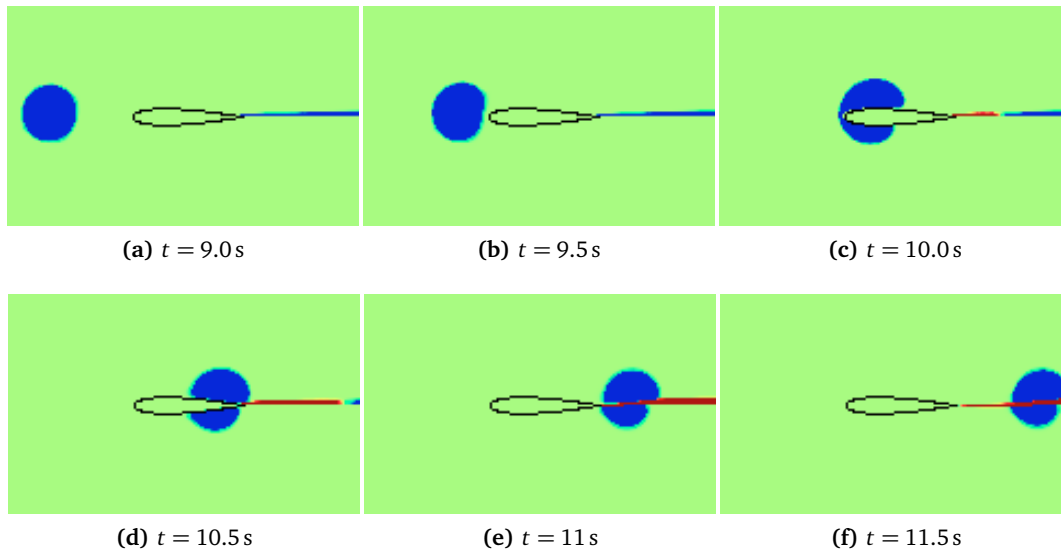 (a) t = 9.0 s
(b) t = 9.5 s
(c) t = 10.0 s
(d) t = 10.5 s
(e) t = 11 s
(f) t = 11.5 s